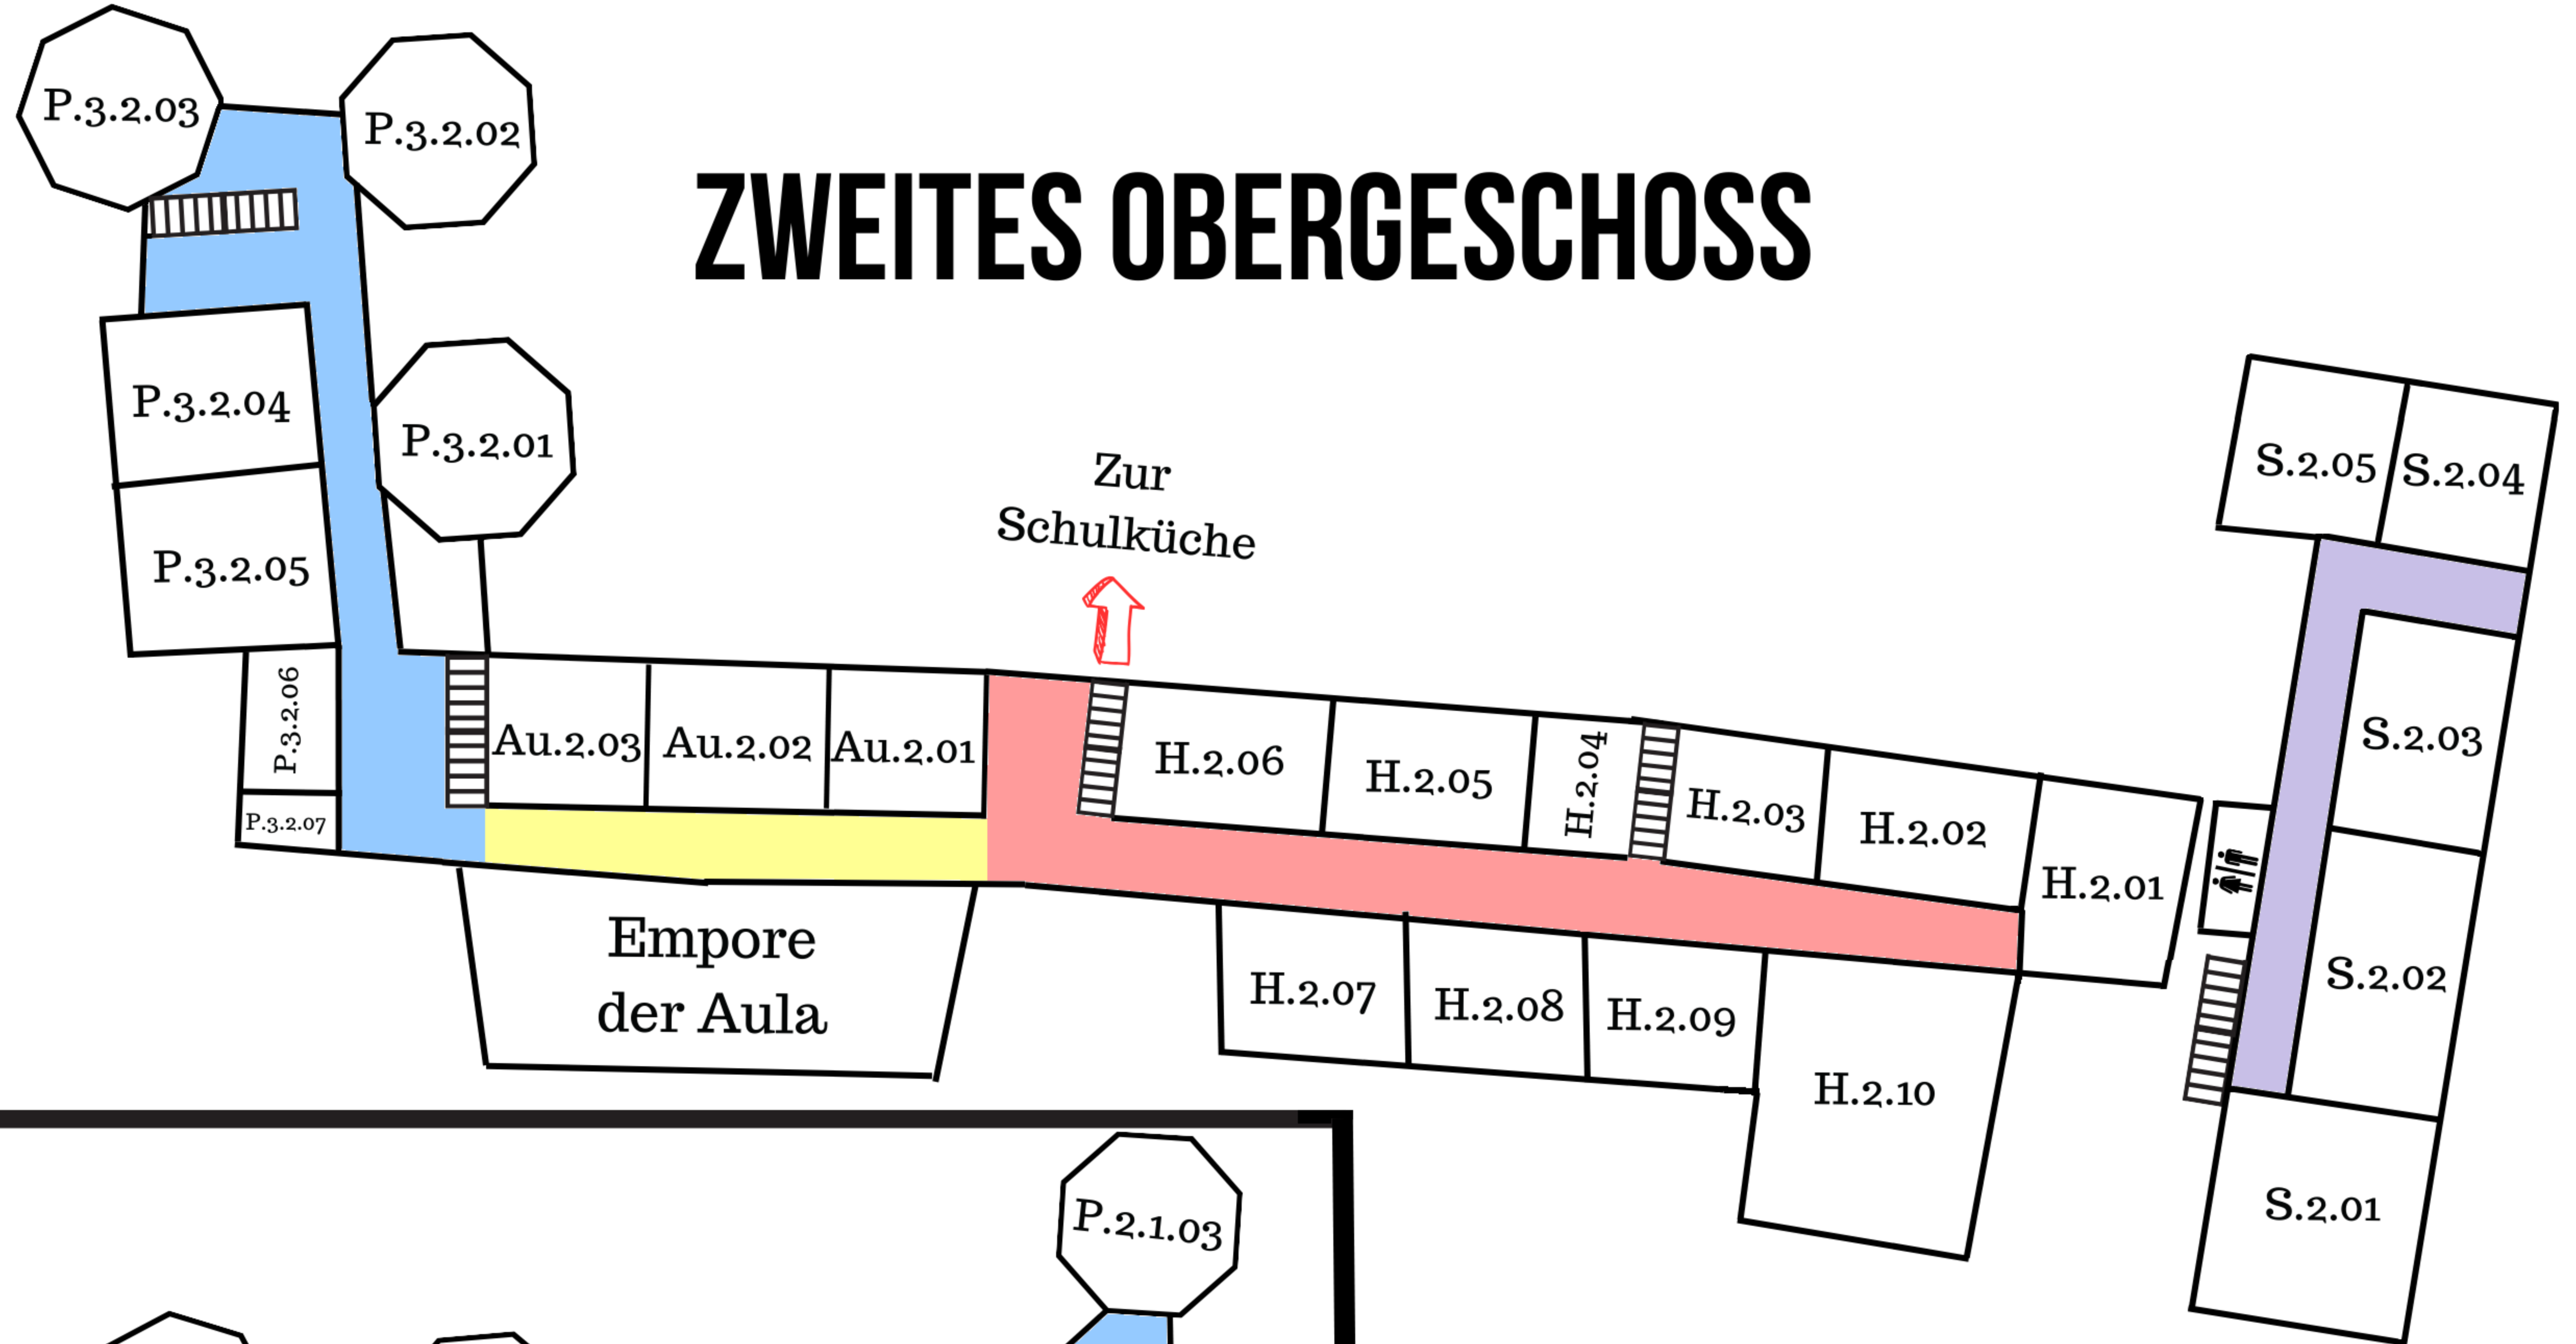 P.3.2.03
P.3.2.02
ZWEITES OBERGESCHOSS
P.3.2.04
P.3.2.01
P.3.2.05
Zur
Schulküche
S.2.05
S.2.04
P.3.2.06
P.3.2.07
Au.2.03
Au.2.02
Au.2.01
H.2.06
H.2.05
H.2.04
H.2.03
H.2.02
H.2.01
S.2.03
Empore
der Aula
H.2.07
H.2.08
H.2.09
H.2.10
S.2.02
S.2.01
P.2.1.03